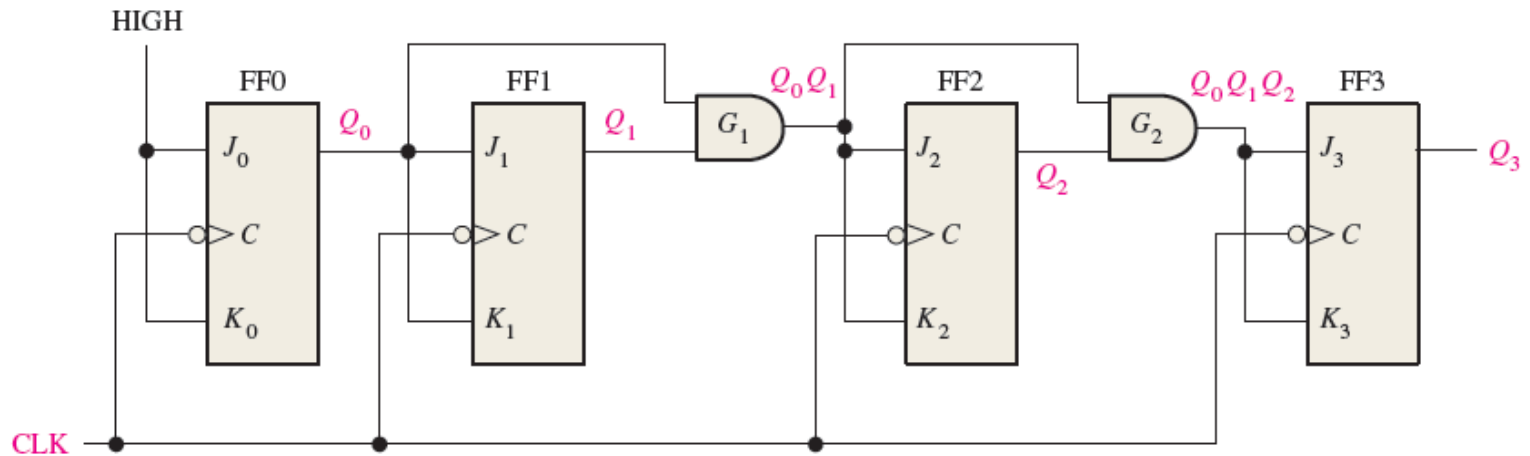 HIGH
FF0 FF1 FF2 FF3
Q₀ Q₁ Q₀Q₁ Q₂ Q₀Q₁Q₂ Q₃
G₁ G₂
J₀ J₁ J₂ J₃
C C C C
K₀ K₁ K₂ K₃
CLK